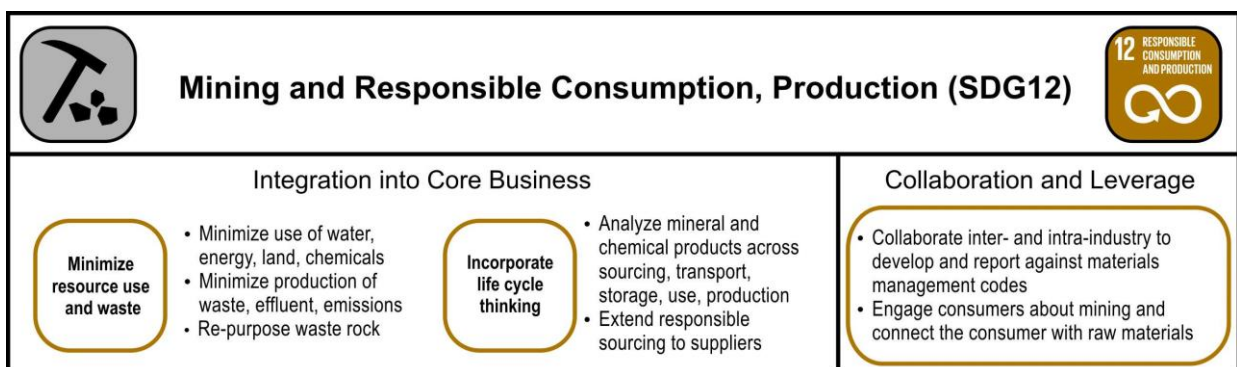 Mining and Responsible Consumption, Production (SDG12)
12 RESPONSIBLE
CONSUMPTION
AND PRODUCTION
Integration into Core Business
Minimize
resource use
and waste
• Minimize use of water,
energy, land, chemicals
• Minimize production of
waste, effluent, emissions
• Re-purpose waste rock
Incorporate
life cycle
thinking
• Analyze mineral and
chemical products across
sourcing, transport,
storage, use, production
• Extend responsible
sourcing to suppliers
Collaboration and Leverage
• Collaborate inter- and intra-industry to
develop and report against materials
management codes
• Engage consumers about mining and
connect the consumer with raw materials